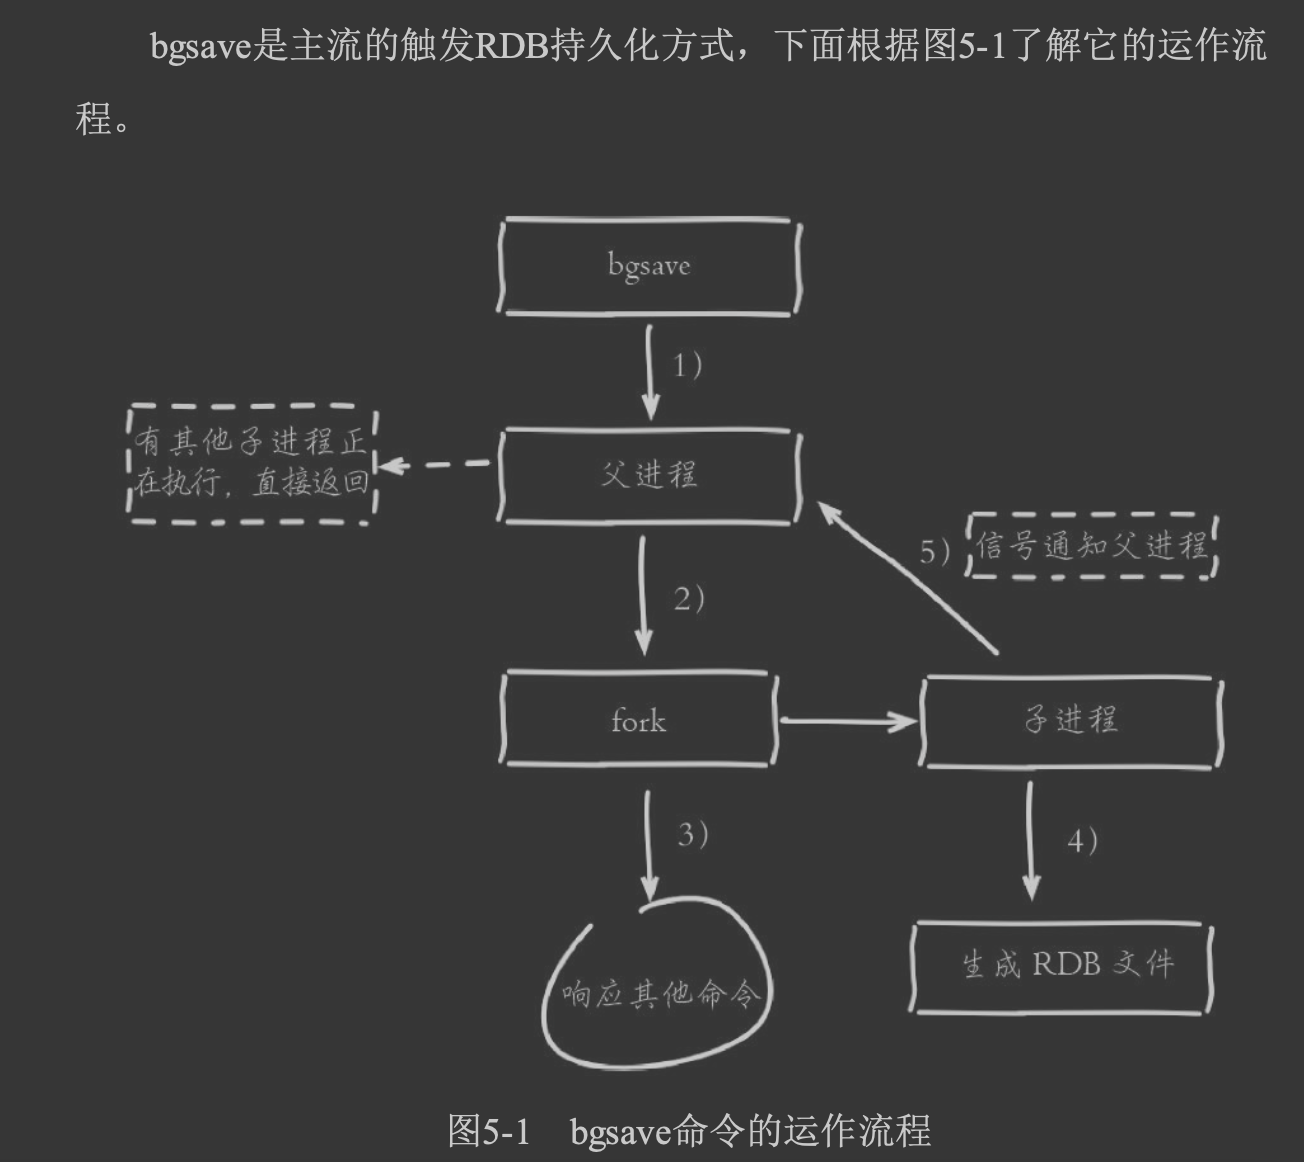 bgsave是主流的触发RDB持久化方式，下面根据图5-1了解它的运作流
程。
bgsave
1）
有其他子进程正
在执行，直接返回
父进程
5）
信号通知父进程
2）
fork
子进程
3）
4）
响应其他命令
生成 RDB 文件
图5-1 bgsave命令的运作流程